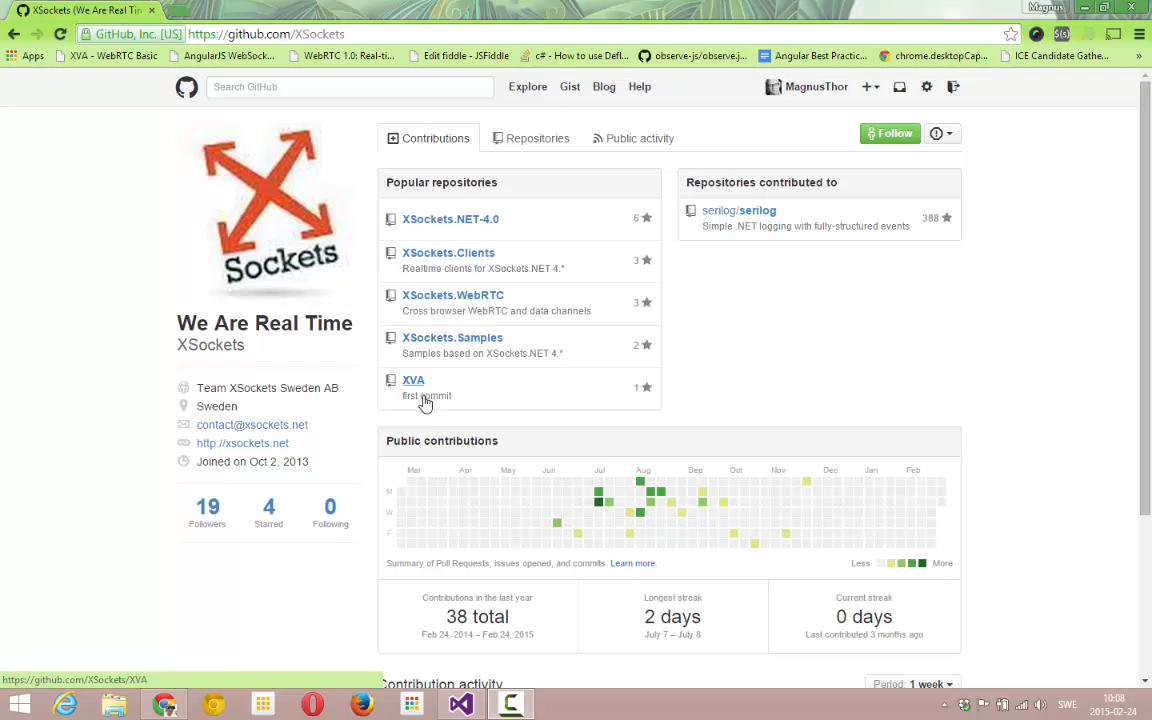 XSockets (We Are Real Tim
Magnus
GitHub, Inc. [US]
https://github.com/XSockets
Apps
XVA - WebRTC Basic
AngularJS WebSock...
WebRTC 1.0: Real-ti...
Edit fiddle - JSFiddle
c# - How to use Defl...
observe-js/observe.j...
Angular Best Practic...
chrome.desktopCap...
ICE Candidate Gathe...
Search GitHub
Explore
Gist
Blog
Help
MagnusThor
Contributions
Repositories
Public activity
Follow
Sockets
We Are Real Time
XSockets
Team XSockets Sweden AB
Sweden
contact@xsockets.net
http://xsockets.net
Joined on Oct 2, 2013
19
Followers
4
Starred
0
Following
Popular repositories
XSockets.NET-4.0
6
XSockets.Clients
Realtime clients for XSockets.NET 4.*
3
XSockets.WebRTC
Cross browser WebRTC and data channels
3
XSockets.Samples
Samples based on XSockets.NET 4.*
2
XVA
first commit
1
Repositories contributed to
serilog/serilog
Simple .NET logging with fully-structured events
388
Public contributions
Mar Apr May Jun Jul Aug Sep Oct Nov Dec Jan Feb
M
W
F
Summary of Pull Requests, issues opened, and commits. Learn more.
Less
More
Contributions in the last year
38 total
Feb 24, 2014 – Feb 24, 2015
Longest streak
2 days
July 7 – July 8
Current streak
0 days
Last contributed 3 months ago
Contribution activity
Period: 1 week
https://github.com/XSockets/XVA
SWE
10:08
2015-02-24